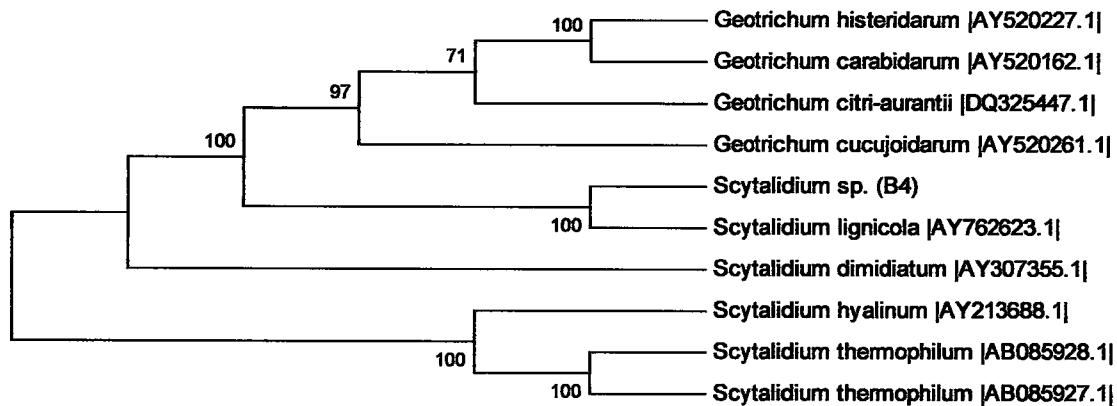 100
Geotrichum histeridarum |AY520227.1|
71
Geotrichum carabidarum |AY520162.1|
97
Geotrichum citri-aurantii |DQ325447.1|
100
Geotrichum cucujoidarum |AY520261.1|
Scytalidium sp. (B4)
100
Scytalidium lignicola |AY762623.1|
Scytalidium dimidiatum |AY307355.1|
Scytalidium hyalinum |AY213688.1|
100
Scytalidium thermophilum |AB085928.1|
100
Scytalidium thermophilum |AB085927.1|